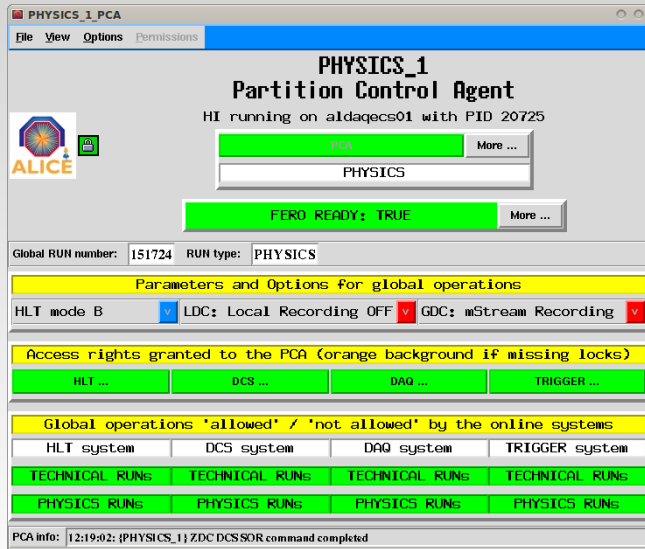 PHYSICS_1_PCA
File View Options Permissions
PHYSICS_1
Partition Control Agent
HI running on aldaqecs01 with PID 20725
ALICE
PCA More ...
PHYSICS
FERO READY: TRUE More ...
Global RUN number: 151724 RUN type: PHYSICS
Parameters and Options for global operations
HLT mode B v LDC: Local Recording OFF v GDC: mStream Recording v
Access rights granted to the PCA (orange background if missing locks)
HLT ... DCS ... DAQ ... TRIGGER ...
Global operations 'allowed' / 'not allowed' by the online systems
HLT system DCS system DAQ system TRIGGER system
TECHNICAL RUNs TECHNICAL RUNs TECHNICAL RUNs TECHNICAL RUNs
PHYSICS RUNs PHYSICS RUNs PHYSICS RUNs PHYSICS RUNs
PCA info: 12:19:02: {PHYSICS_1} ZDC DCS SOR command completed